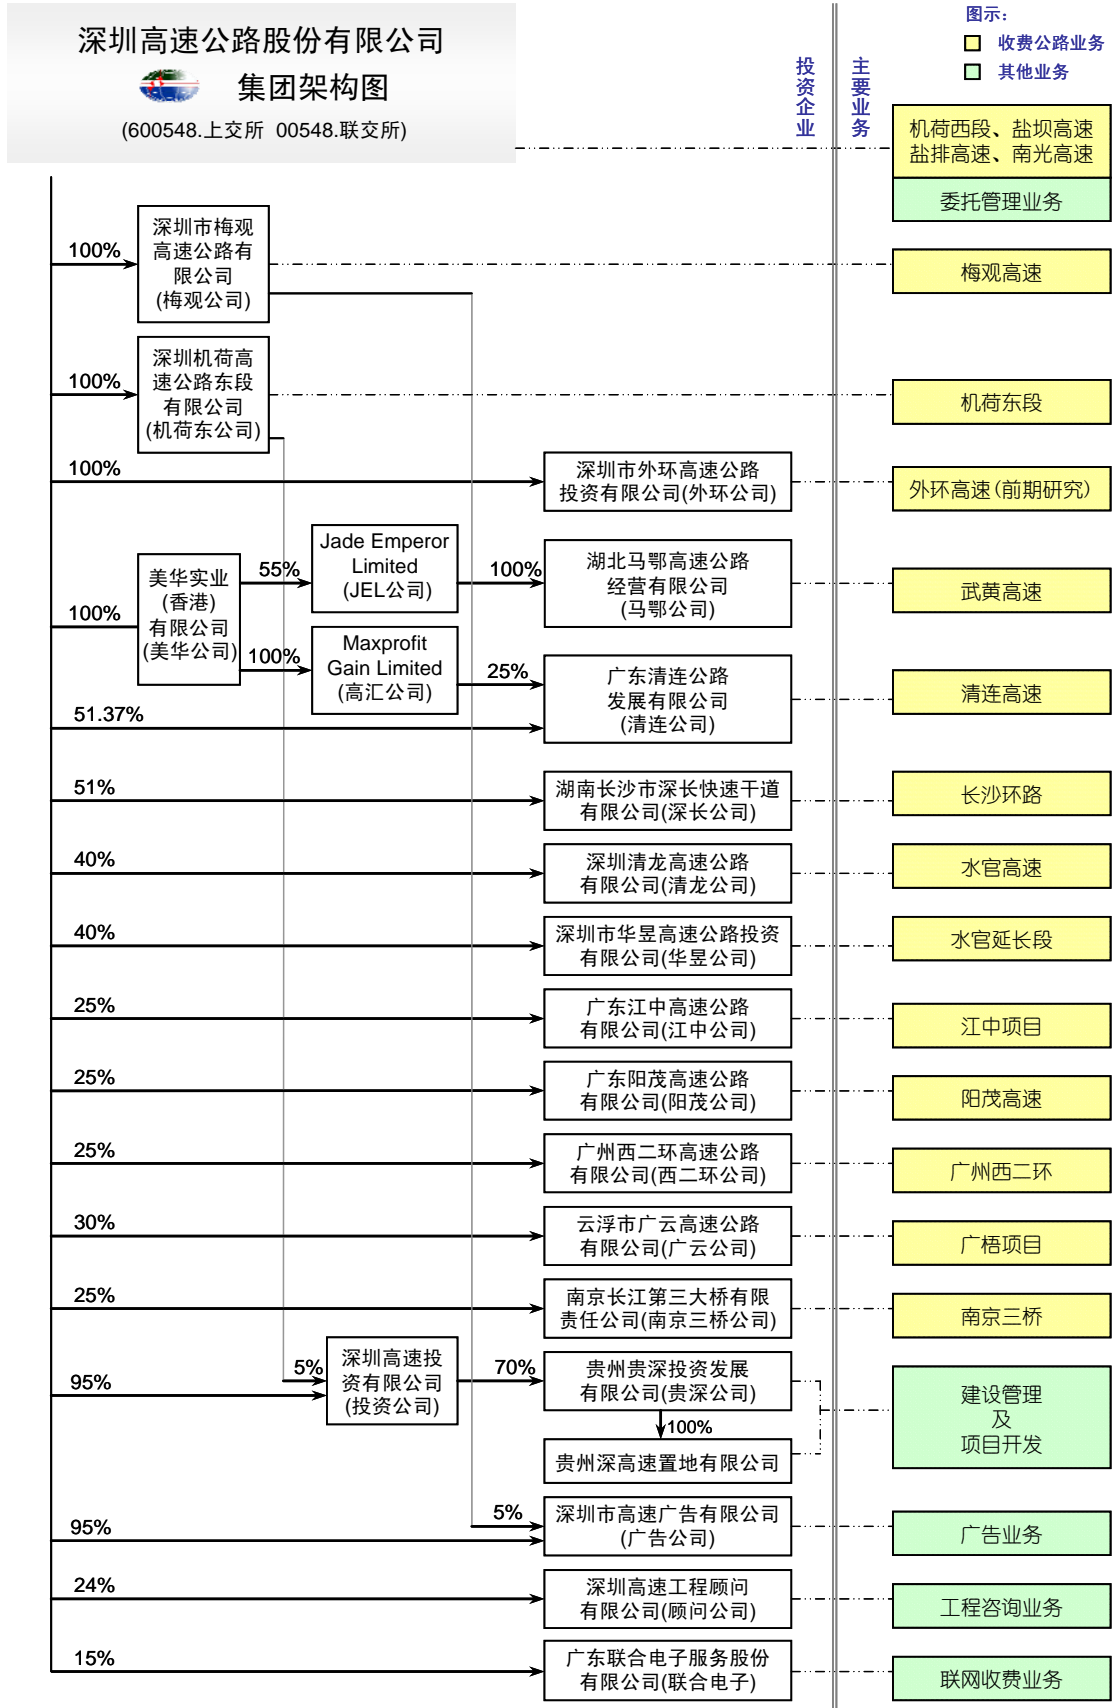 深圳高速公路股份有限公司
集团架构图
(600548.上交所 00548.联交所)
投资企业
主要业务
图示：
收费公路业务
其他业务
机荷西段、盐坝高速
盐排高速、南光高速
委托管理业务
100%
深圳市梅观
高速公路有
限公司
(梅观公司)
梅观高速
100%
深圳机荷高
速公路东段
有限公司
(机荷东公司)
机荷东段
100%
深圳市外环高速公路
投资有限公司(外环公司)
外环高速(前期研究)
100%
美华实业
(香港)
有限公司
(美华公司)
55%
Jade Emperor
Limited
(JEL公司)
100%
湖北马鄂高速公路
经营有限公司
(马鄂公司)
武黄高速
100%
Maxprofit
Gain Limited
(高汇公司)
25%
51.37%
广东清连公路
发展有限公司
(清连公司)
清连高速
51%
湖南长沙市深长快速干道
有限公司(深长公司)
长沙环路
40%
深圳清龙高速公路
有限公司(清龙公司)
水官高速
40%
深圳市华昱高速公路投资
有限公司(华昱公司)
水官延长段
25%
广东江中高速公路
有限公司(江中公司)
江中项目
25%
广东阳茂高速公路
有限公司(阳茂公司)
阳茂高速
25%
广州西二环高速公路
有限公司(西二环公司)
广州西二环
30%
云浮市广云高速公路
有限公司(广云公司)
广梧项目
25%
南京长江第三大桥有限
责任公司(南京三桥公司)
南京三桥
5%
95%
深圳高速投
资有限公司
(投资公司)
70%
贵州贵深投资发展
有限公司(贵深公司)
100%
贵州深高速置地有限公司
建设管理
及
项目开发
5%
95%
深圳市高速广告有限公司
(广告公司)
广告业务
24%
深圳高速工程顾问
有限公司(顾问公司)
工程咨询业务
15%
广东联合电子服务股份
有限公司(联合电子)
联网收费业务